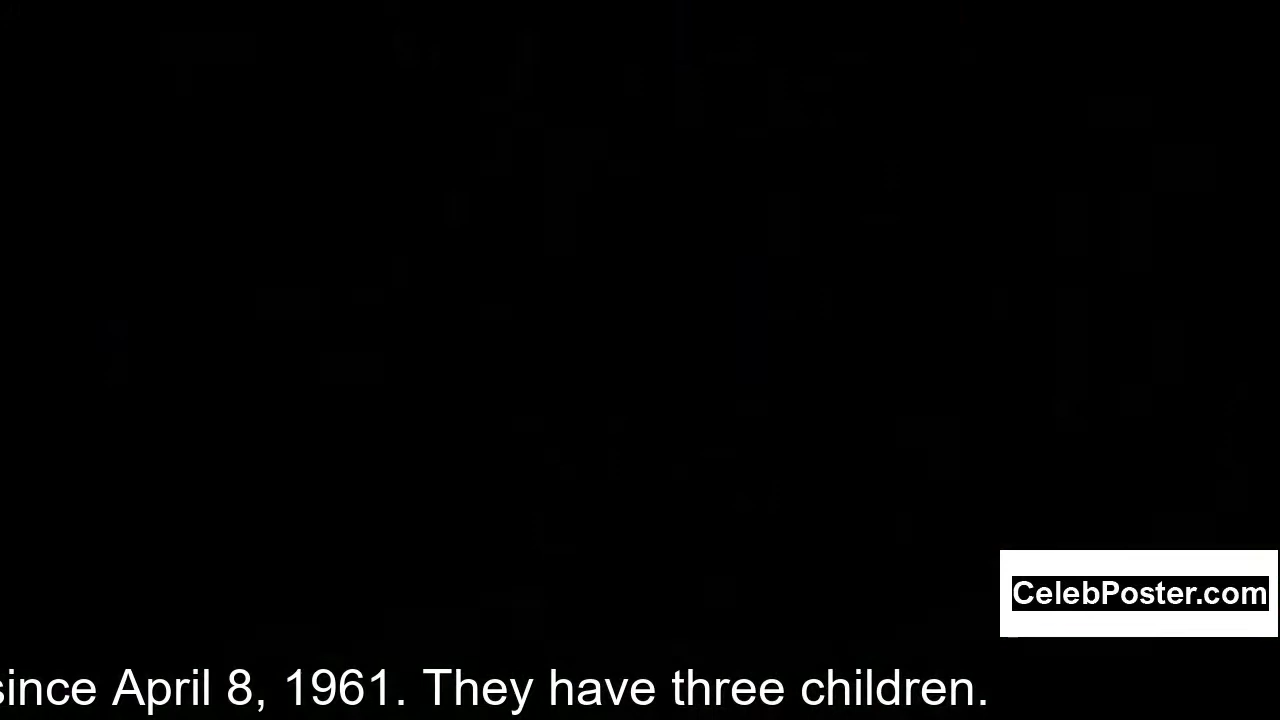 CelebPoster.com
since April 8, 1961. They have three children.